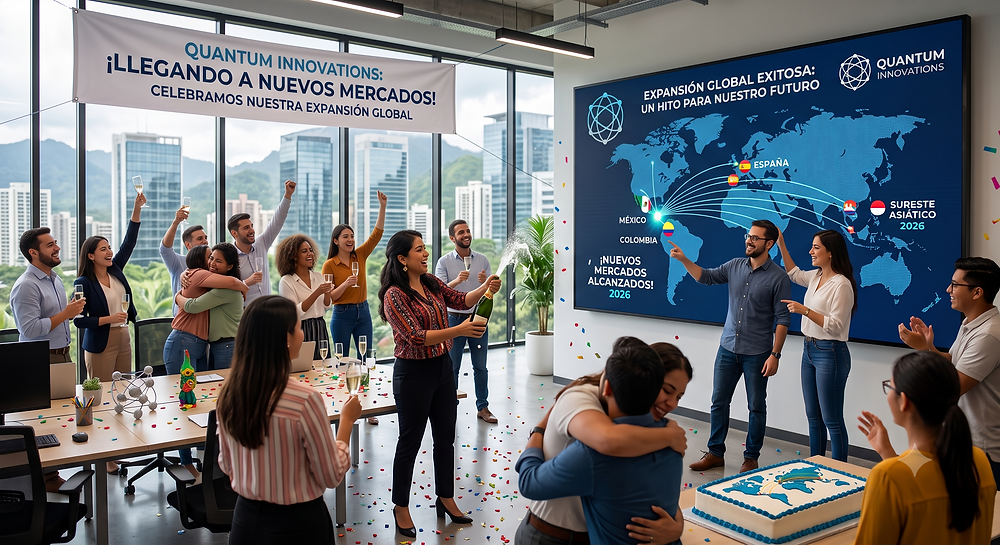 QUANTUM INNOVATIONS:
¡LLEGANDO A NUEVOS MERCADOS!
CELEBRAMOS NUESTRA EXPANSIÓN GLOBAL
EXPANSIÓN GLOBAL EXITOSA:
UN HITO PARA NUESTRO FUTURO
QUANTUM
INNOVATIONS
ESPAÑA
MÉXICO
COLOMBIA
SURESTE
ASIÁTICO
2026
¡NUEVOS
MERCADOS
ALCANZADOS!
2026